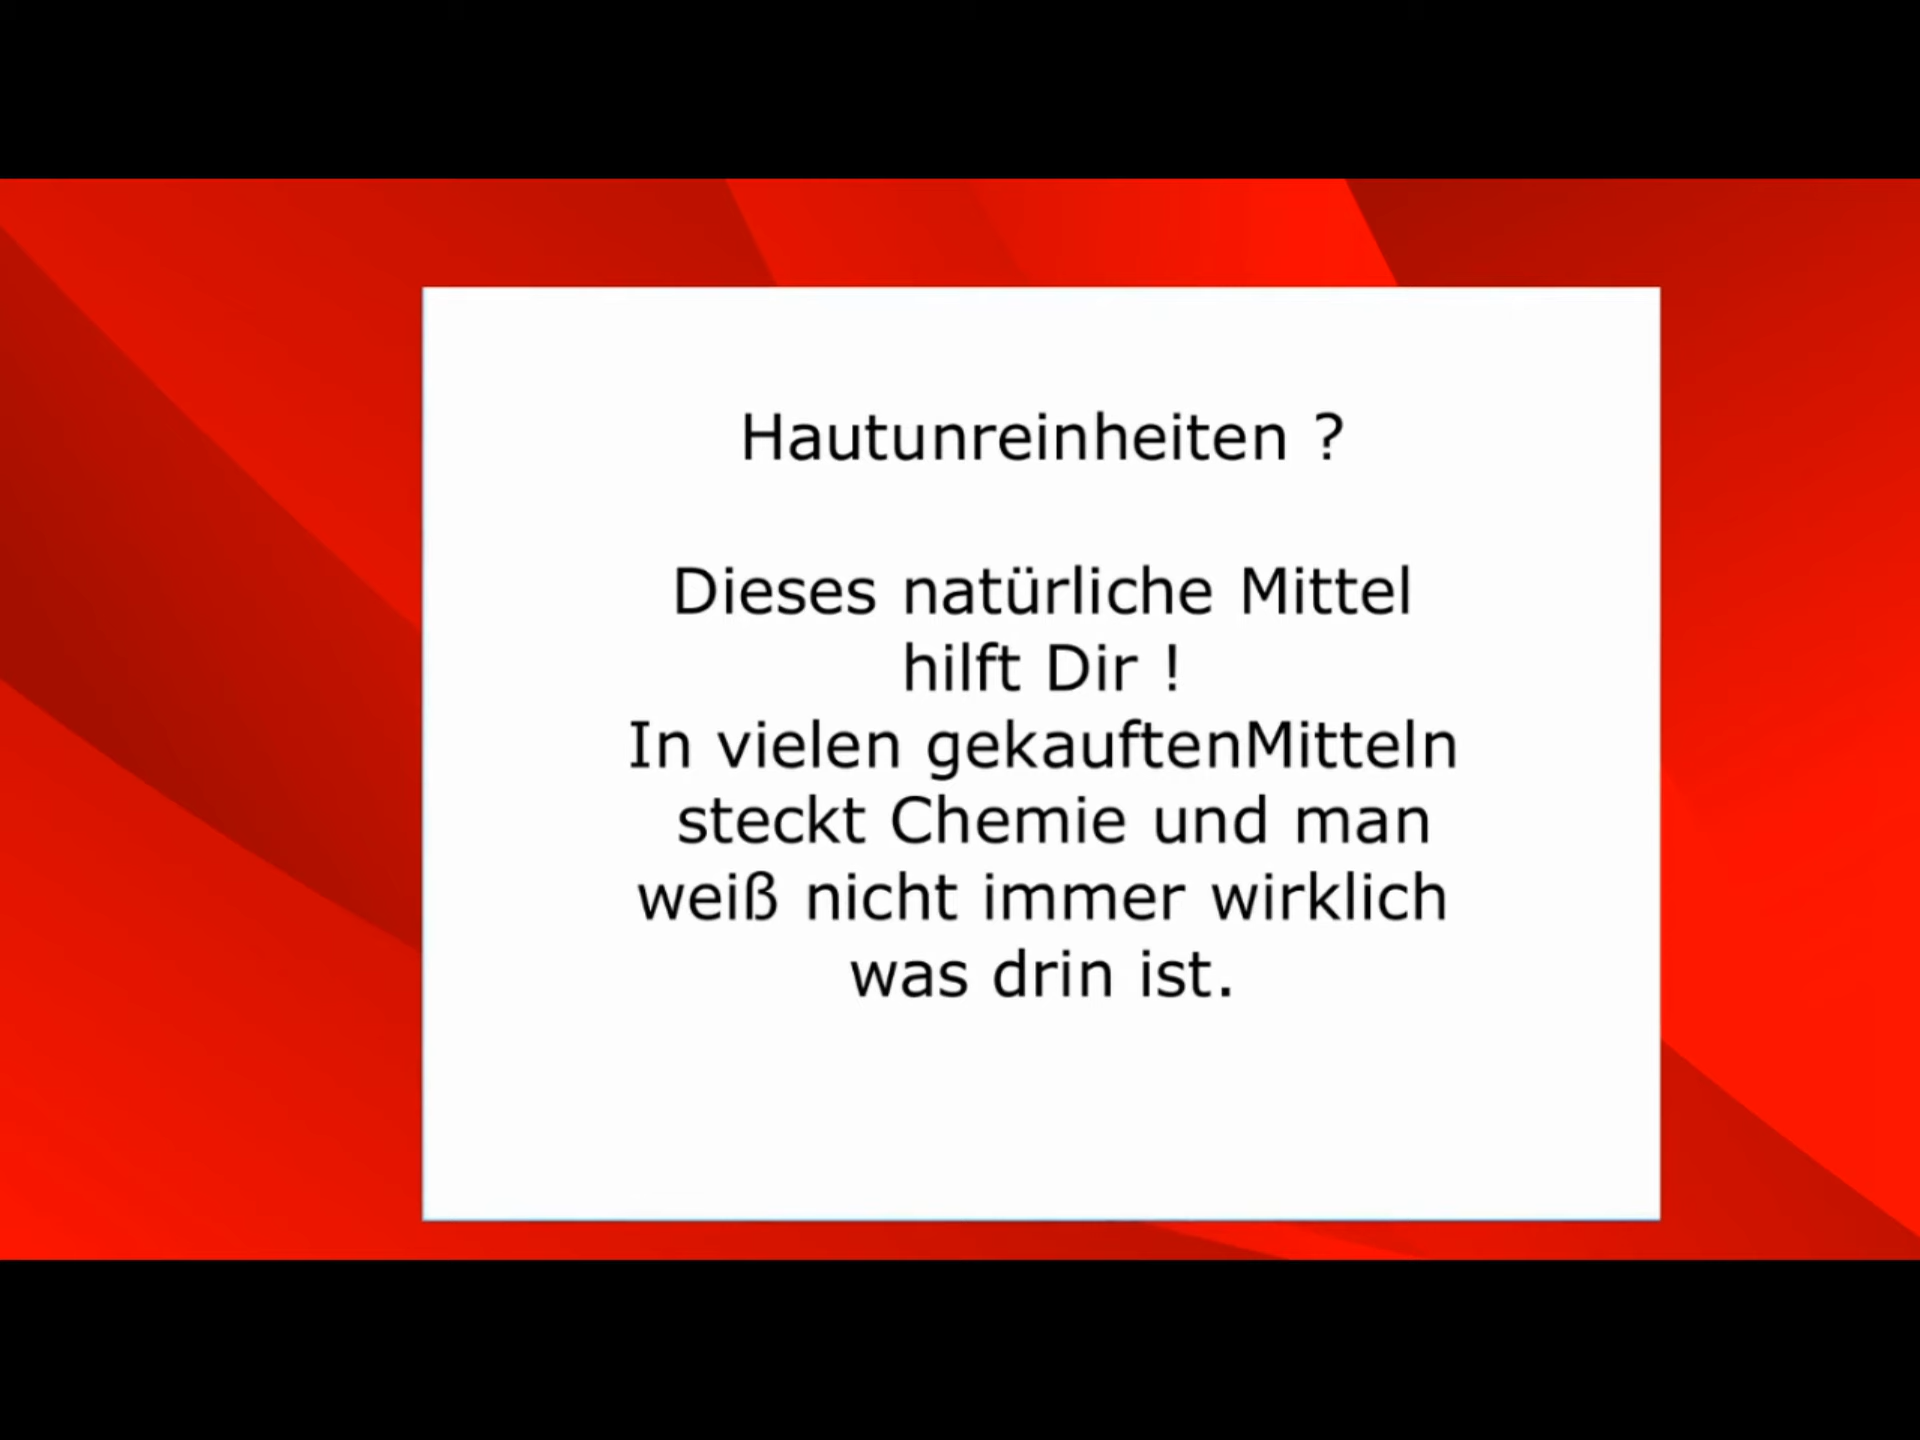 Hautunreinheiten ?
Dieses natürliche Mittel
hilft Dir !
In vielen gekauftenMitteln
steckt Chemie und man
weiß nicht immer wirklich
was drin ist.